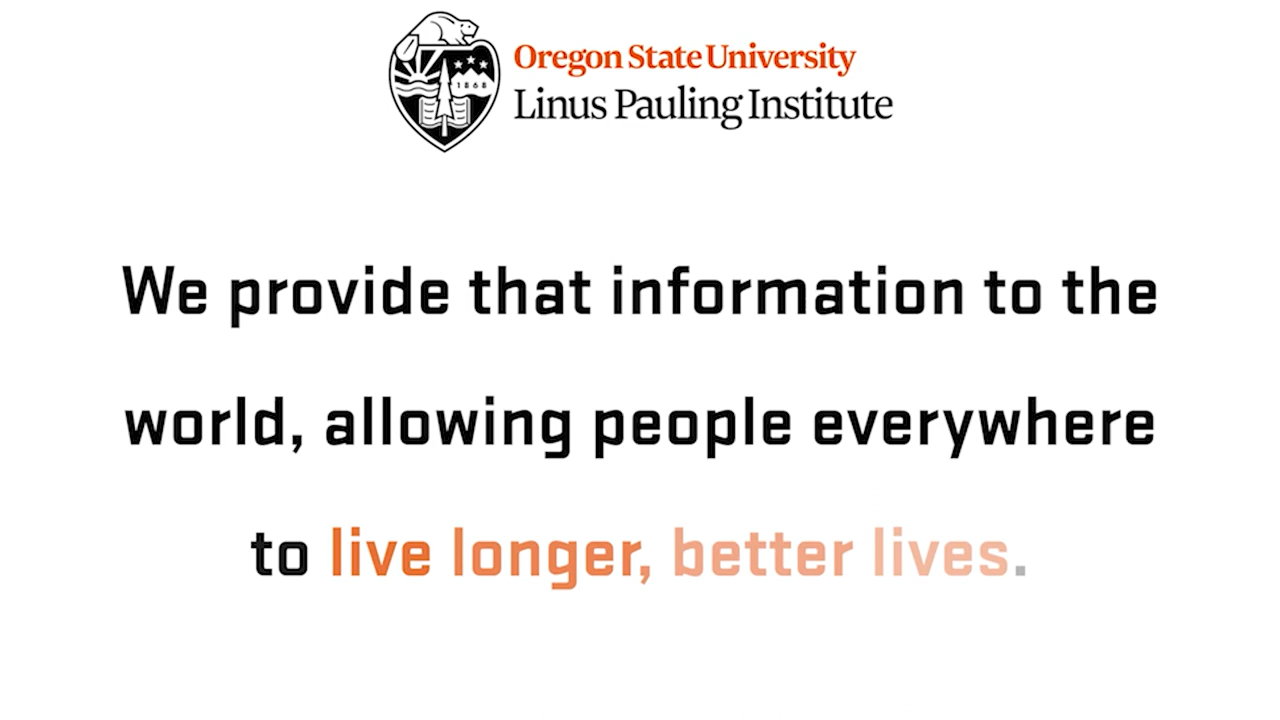 1868
Oregon State University
Linus Pauling Institute
We provide that information to the
world, allowing people everywhere
to live longer, better lives.